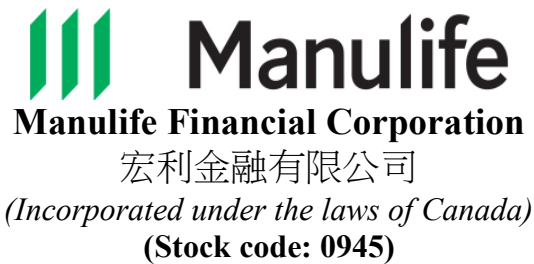 Manulife
Manulife Financial Corporation
宏利金融有限公司
(Incorporated under the laws of Canada)
(Stock code: 0945)